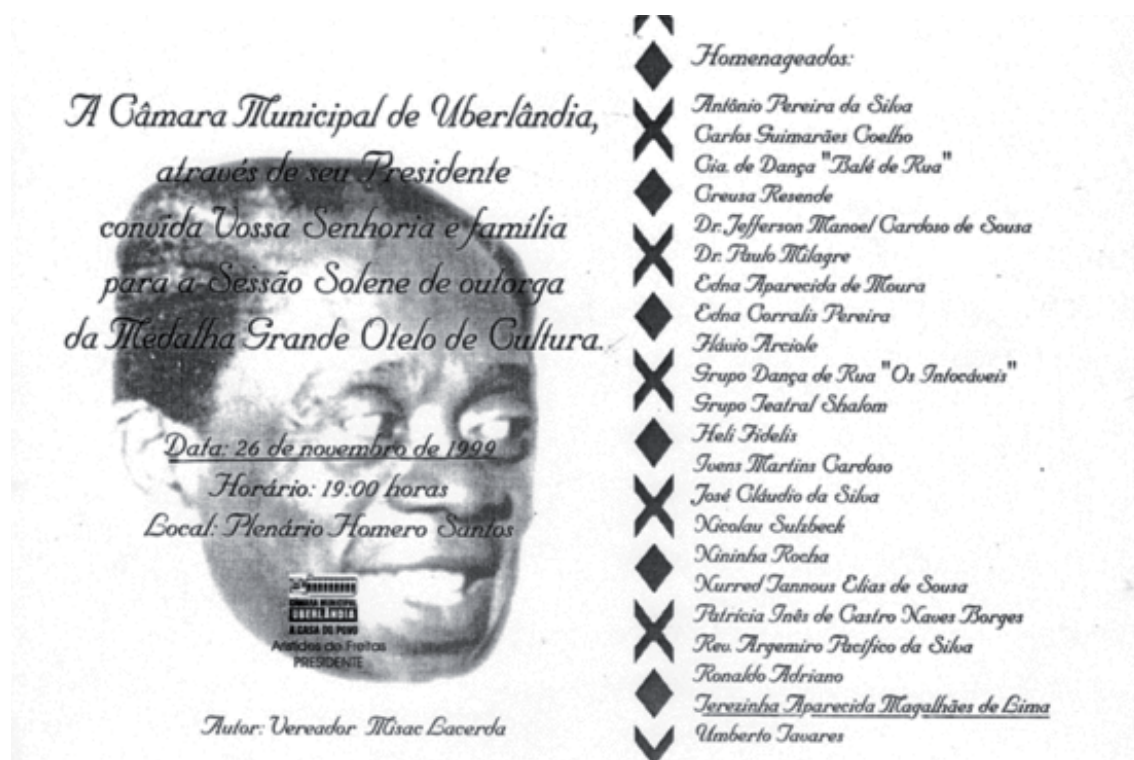 A Câmara Municipal de Uberlândia,
através de seu Presidente
convida Vossa Senhoria e família
para a Sessão Solene de outorga
da Medalha Grande Otelo de Cultura.
Data: 26 de novembro de 1999
Horário: 19:00 horas
Local: Plenário Homero Santos
CÂMARA MUNICIPAL
UBERLÂNDIA
A CASA DO POVO
Aristides de Freitas
PRESIDENTE
Autor: Vereador Misac Lacerda
Homenageados:
Antônio Pereira da Silva
Carlos Guimarães Coelho
Cia. de Dança "Balé de Rua"
Creusa Resende
Dr. Jefferson Manoel Cardoso de Sousa
Dr. Paulo Milagre
Edna Aparecida de Moura
Edna Corralis Pereira
Flávio Arciole
Grupo Dança de Rua "Os Intocáveis"
Grupo Teatral Shalom
Heli Fidelis
Ivens Martins Cardoso
José Cláudio da Silva
Nicolau Sulzbeck
Nininha Rocha
Nurred Tannous Elias de Sousa
Patrícia Inês de Castro Naves Borges
Rev. Argemiro Pacífico da Silva
Ronaldo Adriano
Terezinha Aparecida Magalhães de Lima
Umberto Tavares